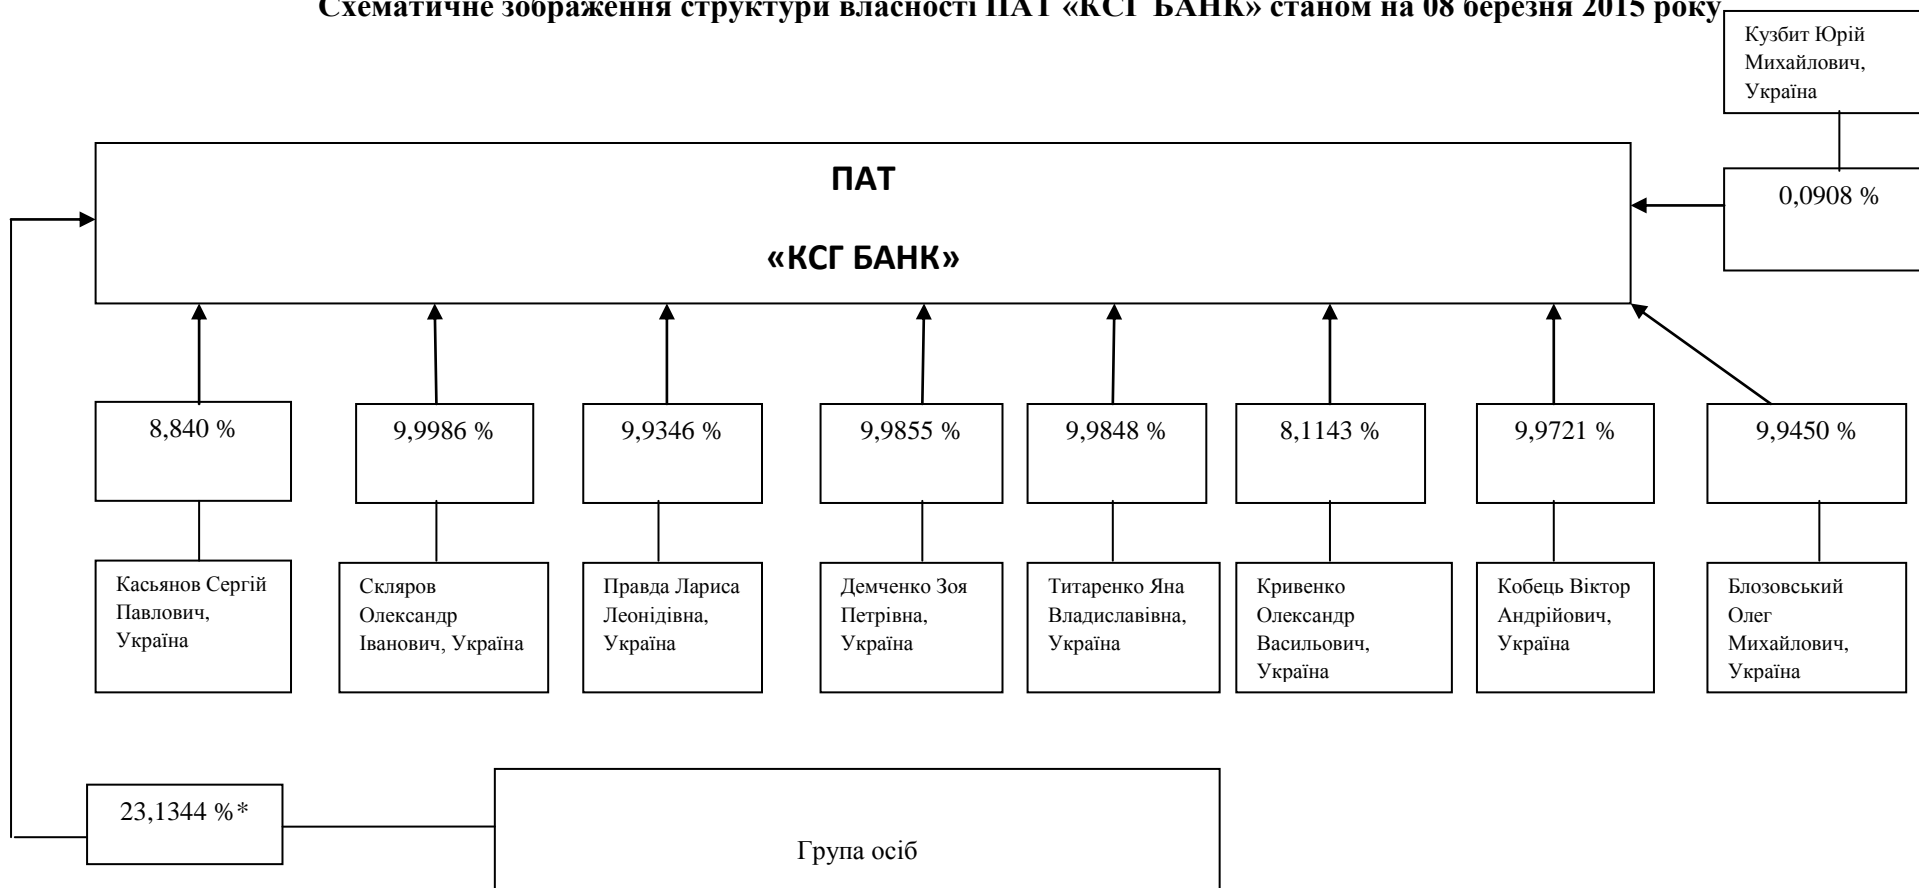 Схематичне зображення структури власності ПАТ «КСГ БАНК» станом на 08 березня 2015 року
Кузбит Юрій
Михайлович,
Україна
ПАТ
«КСГ БАНК»
0,0908 %
8,840 %
9,9986 %
9,9346 %
9,9855 %
9,9848 %
8,1143 %
9,9721 %
9,9450 %
Касьянов Сергій
Павлович,
Україна
Скляров
Олександр
Іванович, Україна
Правда Лариса
Леонідівна,
Україна
Демченко Зоя
Петрівна,
Україна
Титаренко Яна
Владиславівна,
Україна
Кривенко
Олександр
Васильович,
Україна
Кобець Віктор
Андрійович,
Україна
Блозовський
Олег
Михайлович,
Україна
23,1344 %*
Група осіб